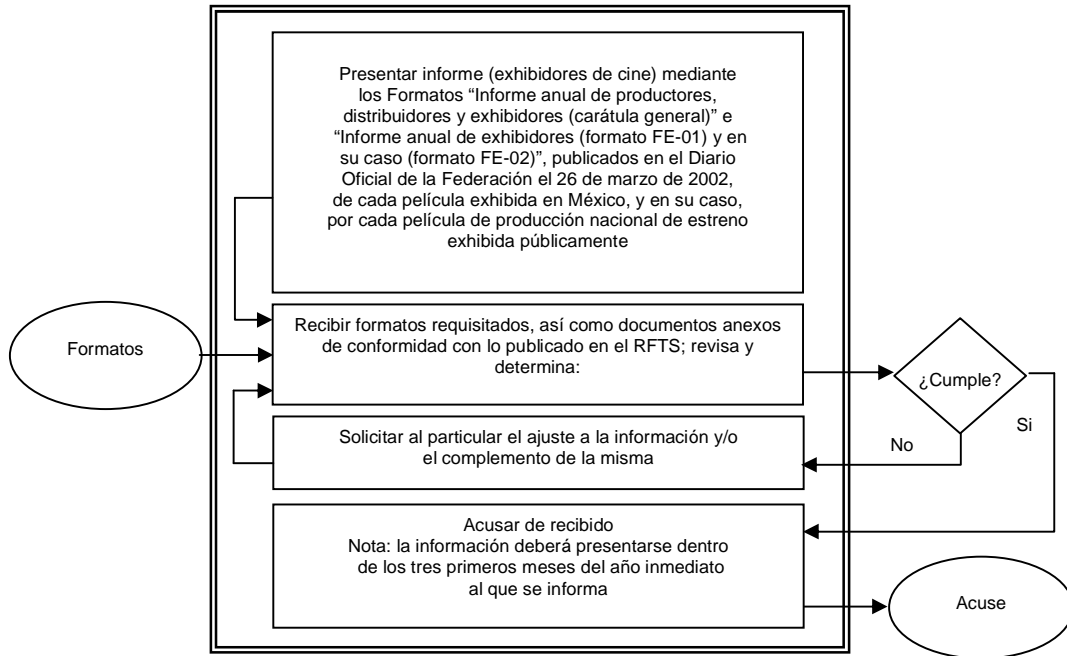 Presentar informe (exhibidores de cine) mediante
los Formatos “Informe anual de productores,
distribuidores y exhibidores (carátula general)” e
“Informe anual de exhibidores (formato FE-01) y en
su caso (formato FE-02)”, publicados en el Diario
Oficial de la Federación el 26 de marzo de 2002,
de cada película exhibida en México, y en su caso,
por cada película de producción nacional de estreno
exhibida públicamente
Formatos
Recibir formatos requisitados, así como documentos anexos
de conformidad con lo publicado en el RFTS; revisa y
determina:
¿Cumple?
Si
No
Solicitar al particular el ajuste a la información y/o
el complemento de la misma
Acusar de recibido
Nota: la información deberá presentarse dentro
de los tres primeros meses del año inmediato
al que se informa
Acuse